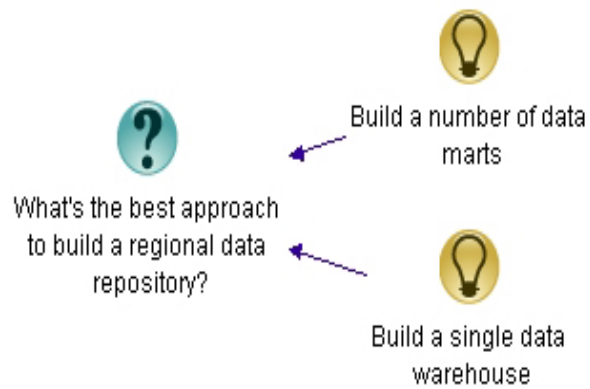 ?
What's the best approach
to build a regional data
repository?
Build a number of data
marts
Build a single data
warehouse